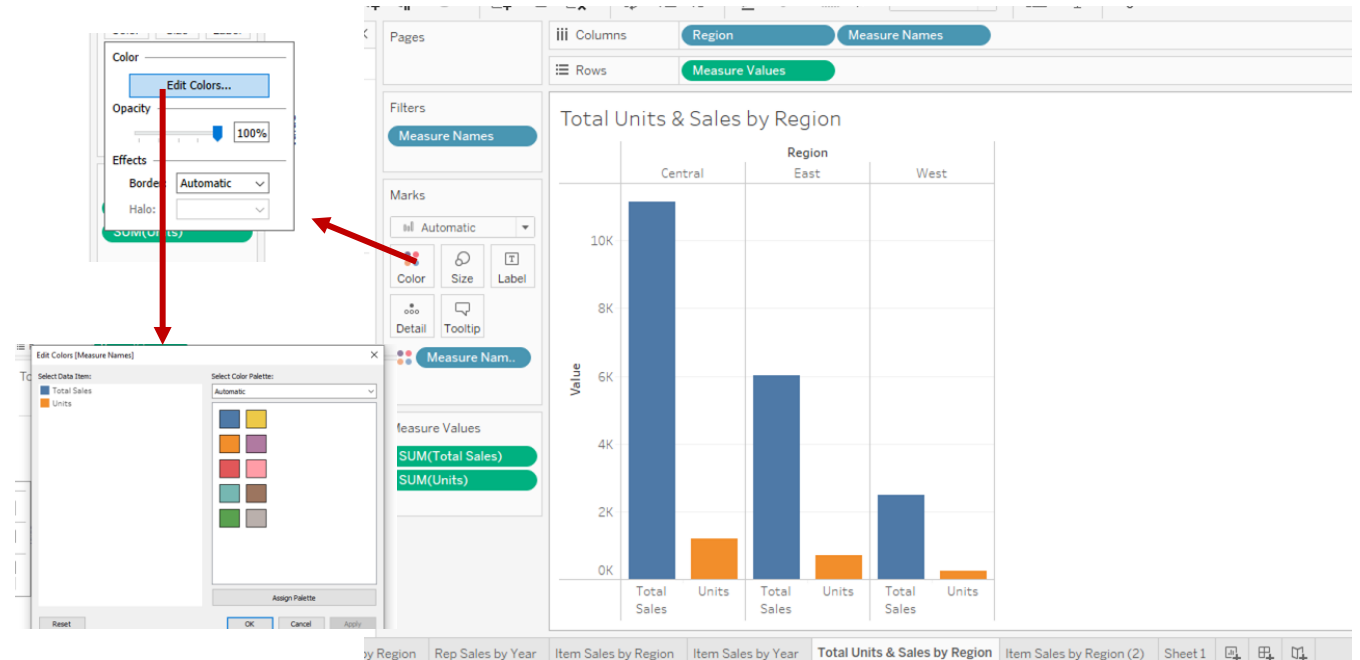 Color
Edit Colors...
Opacity
100%
Effects
Automatic
Halo:
SUM(Units)
Edit Colors [Measure Names]
Select Data Item:
Total Sales
Units
Select Color Palette:
Automatic
Assign Palette
Reset
OK
Cancel
Apply
Pages
Filters
Measure Names
Marks
Automatic
Color
Size
Label
Detail
Tooltip
Measure Nam..
Measure Values
SUM(Total Sales)
SUM(Units)
Columns
Region
Measure Names
Rows
Measure Values
Total Units & Sales by Region
Region
Central
East
West
Value
10K
8K
6K
4K
2K
0K
Total Sales
Units
Total Sales
Units
Total Sales
Units
by Region
Rep Sales by Year
Item Sales by Region
Item Sales by Year
Total Units & Sales by Region
Item Sales by Region (2)
Sheet 1